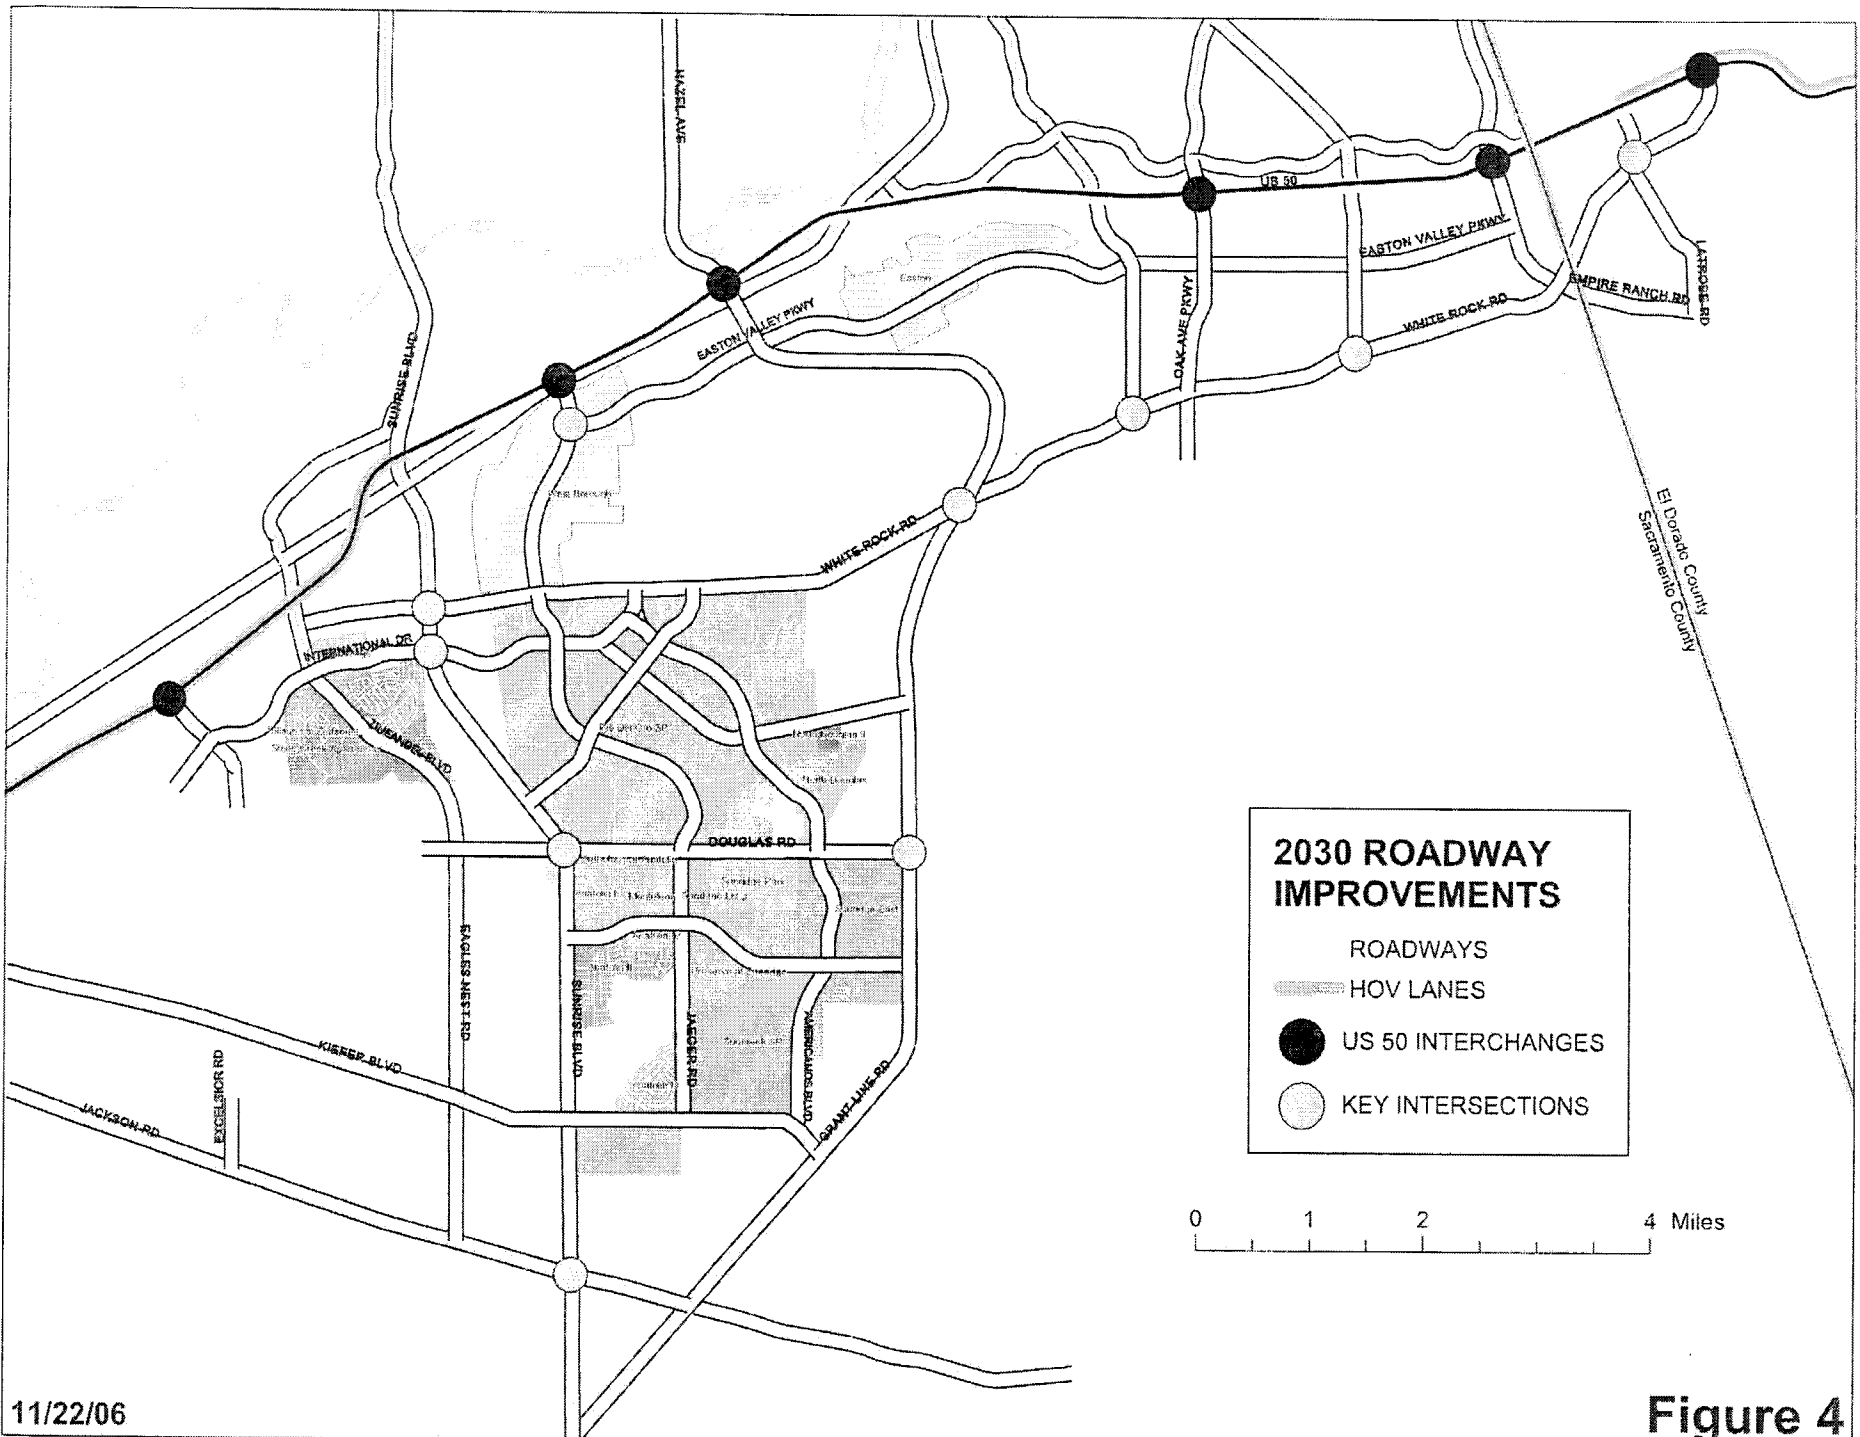 HAZEL AVE
US 50
EASTON VALLEY PKWY
Easton
LATROBE RD
EMPIRE RANCH RD
WHITE ROCK RD
OAK AVE PKWY
EASTON VALLEY PKWY
SUNRISE BLVD
El Dorado County
Sacramento County
WHITE ROCK RD
INTERNATIONAL DR
ZINFANDEL BLVD
North Douglas
DOUGLAS RD
EAGLES NEST RD
SUNRISE BLVD
JAEGER RD
AMERICANOS BLVD
GRANT LINE RD
KIEFER BLVD
EXCELSIOR RD
JACKSON RD
2030 ROADWAY
IMPROVEMENTS
ROADWAYS
HOV LANES
US 50 INTERCHANGES
KEY INTERSECTIONS
0 1 2 4 Miles
11/22/06
Figure 4